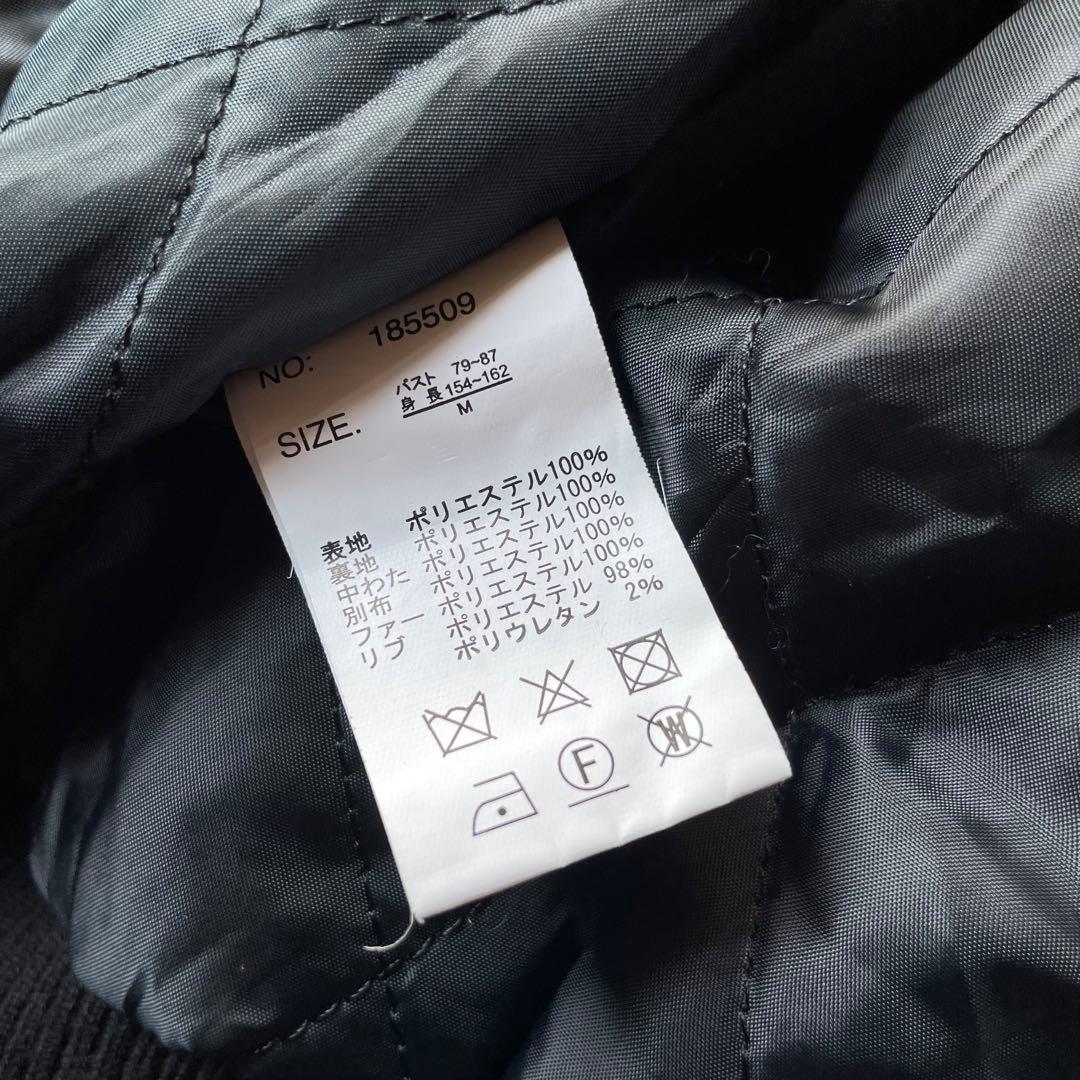 NO: 185509
バスト 79~87
身長 154~162
SIZE. M
表地 ポリエステル100%
裏地 ポリエステル100%
中わた ポリエステル100%
別布 ポリエステル100%
ファー ポリエステル100%
リブ ポリエステル 98%
ポリウレタン 2%
F
W